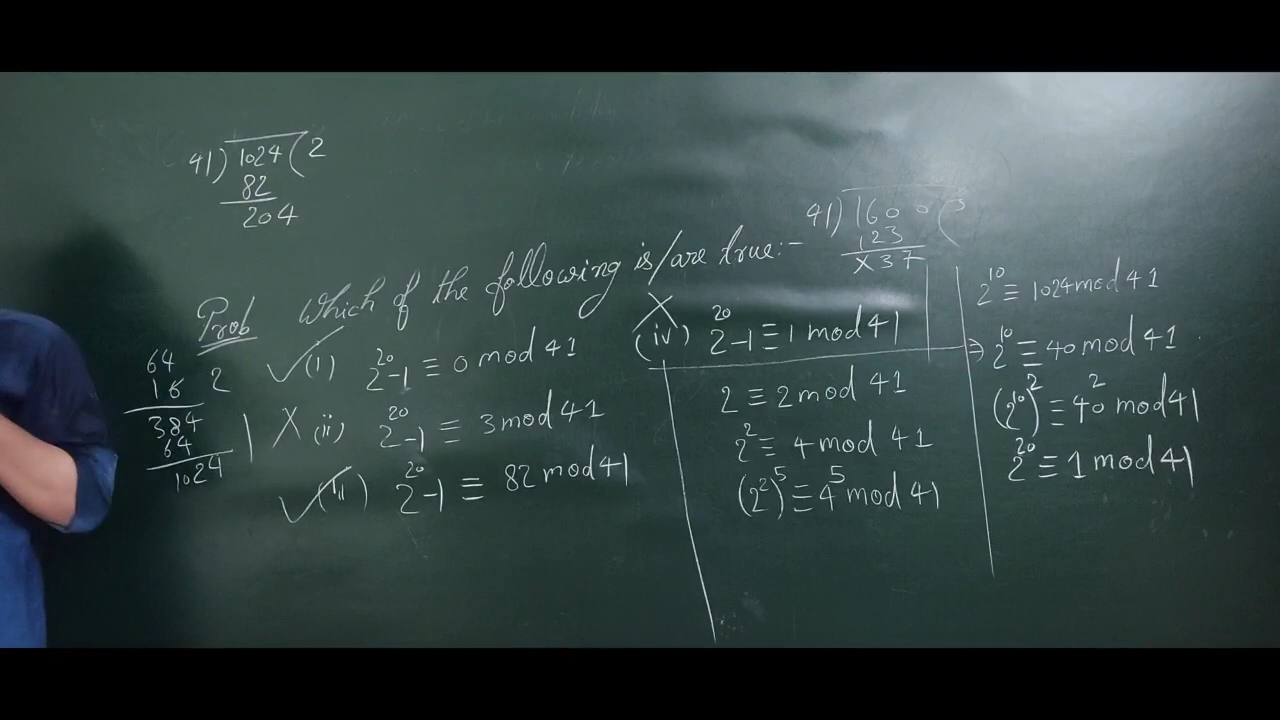 41) 1024 ( 2
82
204
41) 1600 (3
123
X37
Prob Which of the following is/are true:-
✓(i) 2^20-1 ≡ 0 mod 41
X (ii) 2^20-1 ≡ 3 mod 41
✓(iii) 2^20-1 ≡ 82 mod 41
X (iv) 2^20-1 ≡ 1 mod 41
64
16 2
384
64
1024
2 ≡ 2 mod 41
2^2 ≡ 4 mod 41
(2^2)^5 ≡ 4^5 mod 41
2^10 ≡ 1024 mod 41
⇒ 2^10 ≡ 40 mod 41
(2^10)^2 ≡ 40^2 mod 41
2^20 ≡ 1 mod 41